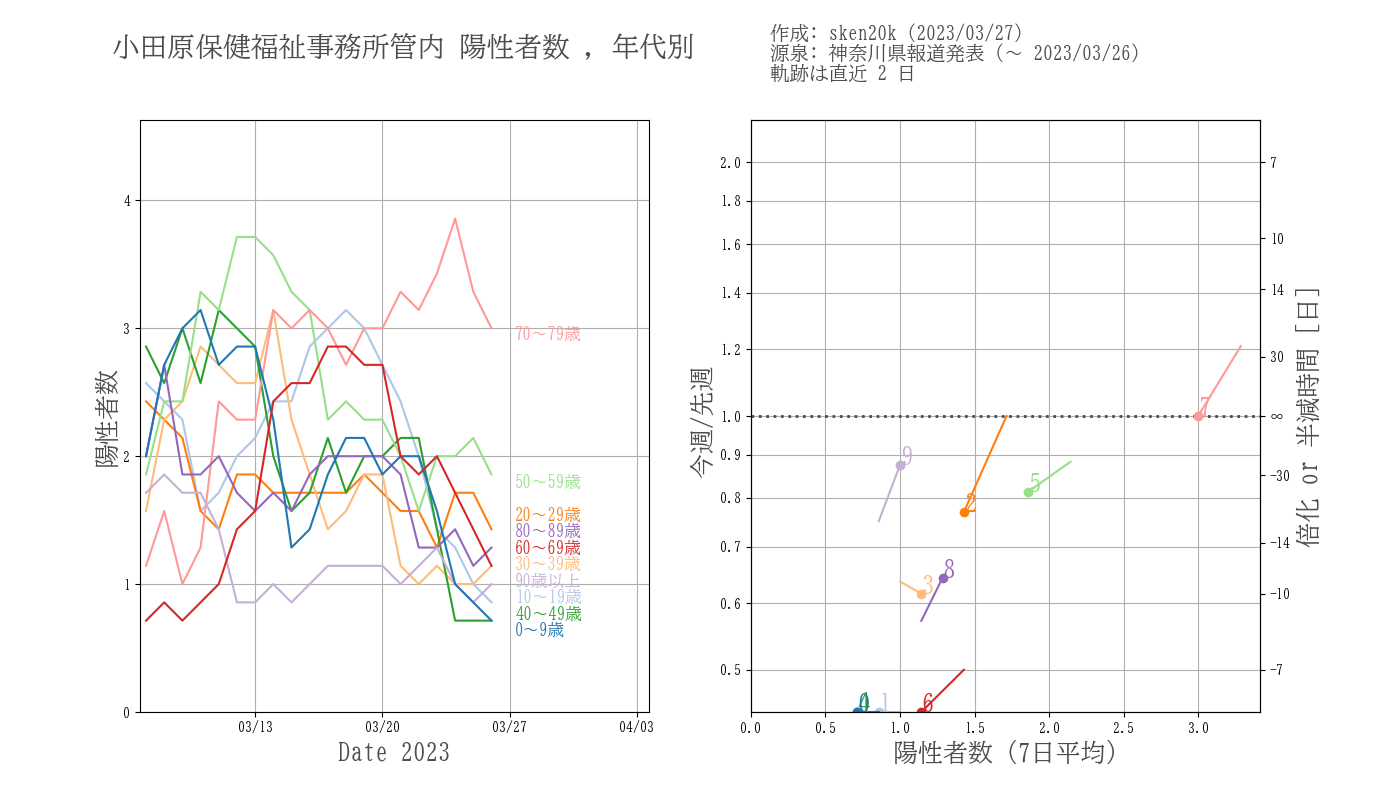 小田原保健福祉事務所管内 陽性者数 , 年代別
作成: sken20k (2023/03/27)
源泉: 神奈川県報道発表 (～ 2023/03/26)
軌跡は直近 2 日
陽性者数
4
3
2
1
0
03/13
03/20
03/27
04/03
Date 2023
70～79歳
50～59歳
20～29歳
80～89歳
60～69歳
30～39歳
90歳以上
10～19歳
40～49歳
0～9歳
今週/先週
2.0
1.8
1.6
1.4
1.2
1.0
0.9
0.8
0.7
0.6
0.5
0.0
0.5
1.0
1.5
2.0
2.5
3.0
陽性者数 (7日平均)
7
10
14
30
∞
-30
-14
-10
-7
倍化 or 半減時間 [日]
7
9
5
2
8
3
6
1
4
0